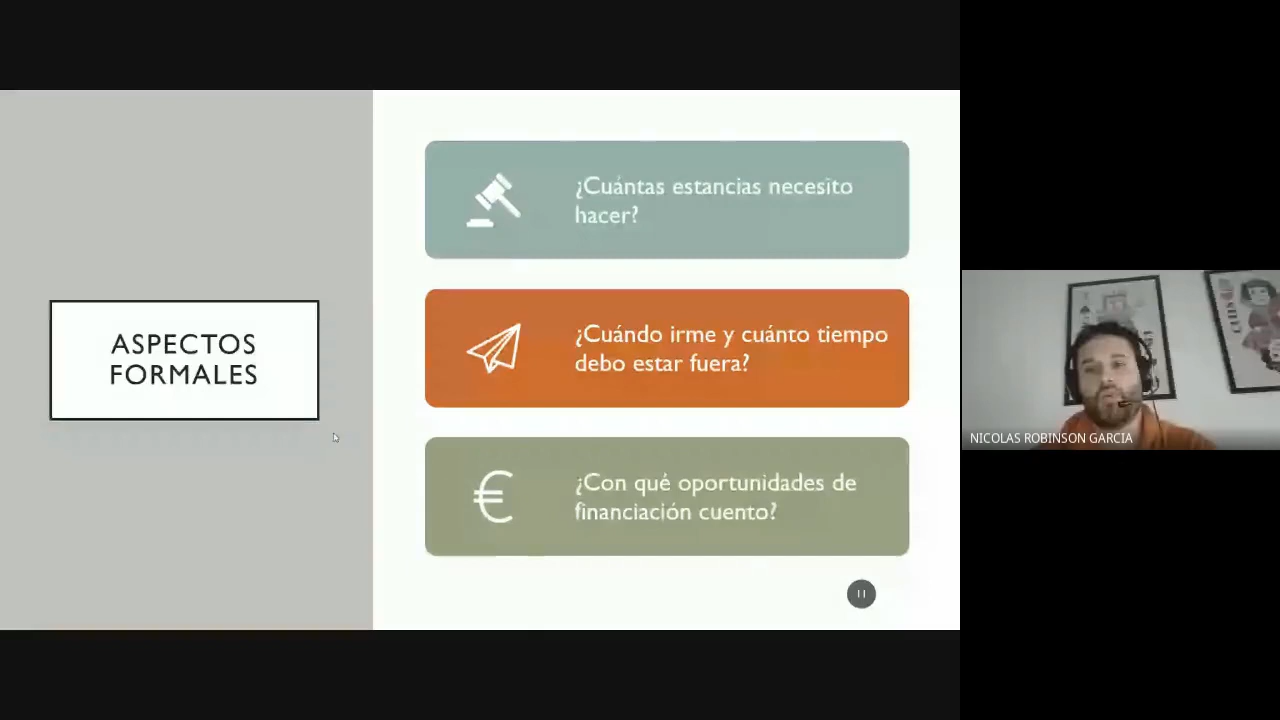 ASPECTOS
FORMALES
¿Cuántas estancias necesito
hacer?
¿Cuándo irme y cuánto tiempo
debo estar fuera?
€
¿Con qué oportunidades de
financiación cuento?
11
NICOLAS ROBINSON GARCIA